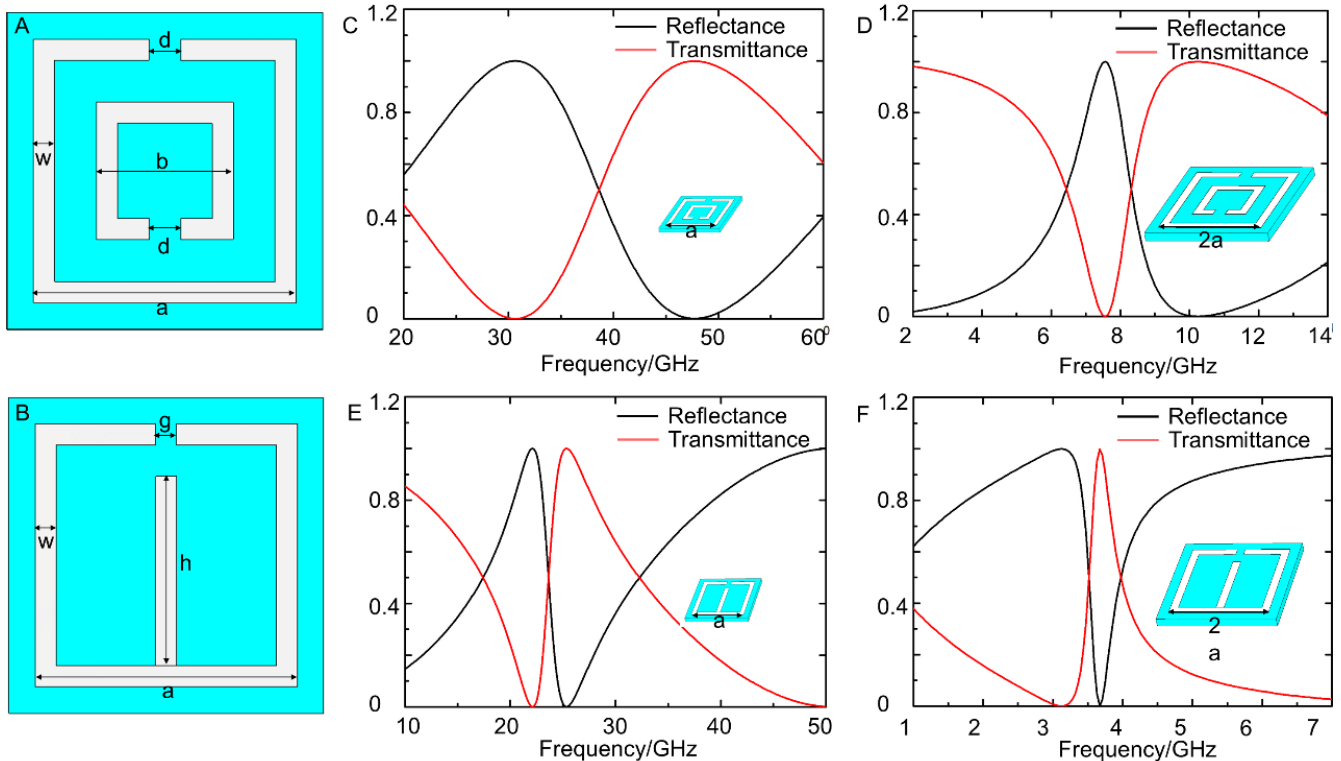 A
d
w
b
d
a
C
1.2
0.8
0.4
0
Reflectance
Transmittance
a
20 30 40 50 60 0
Frequency/GHz
D
1.2
0.8
0.4
0
Reflectance
Transmittance
2a
2 4 6 8 10 12 14
Frequency/GHz
B
g
w
h
a
E
1.2
0.8
0.4
0
Reflectance
Transmittance
a
10 20 30 40 50
Frequency/GHz
F
1.2
0.8
0.4
0
Reflectance
Transmittance
2
a
1 2 3 4 5 6 7
Frequency/GHz